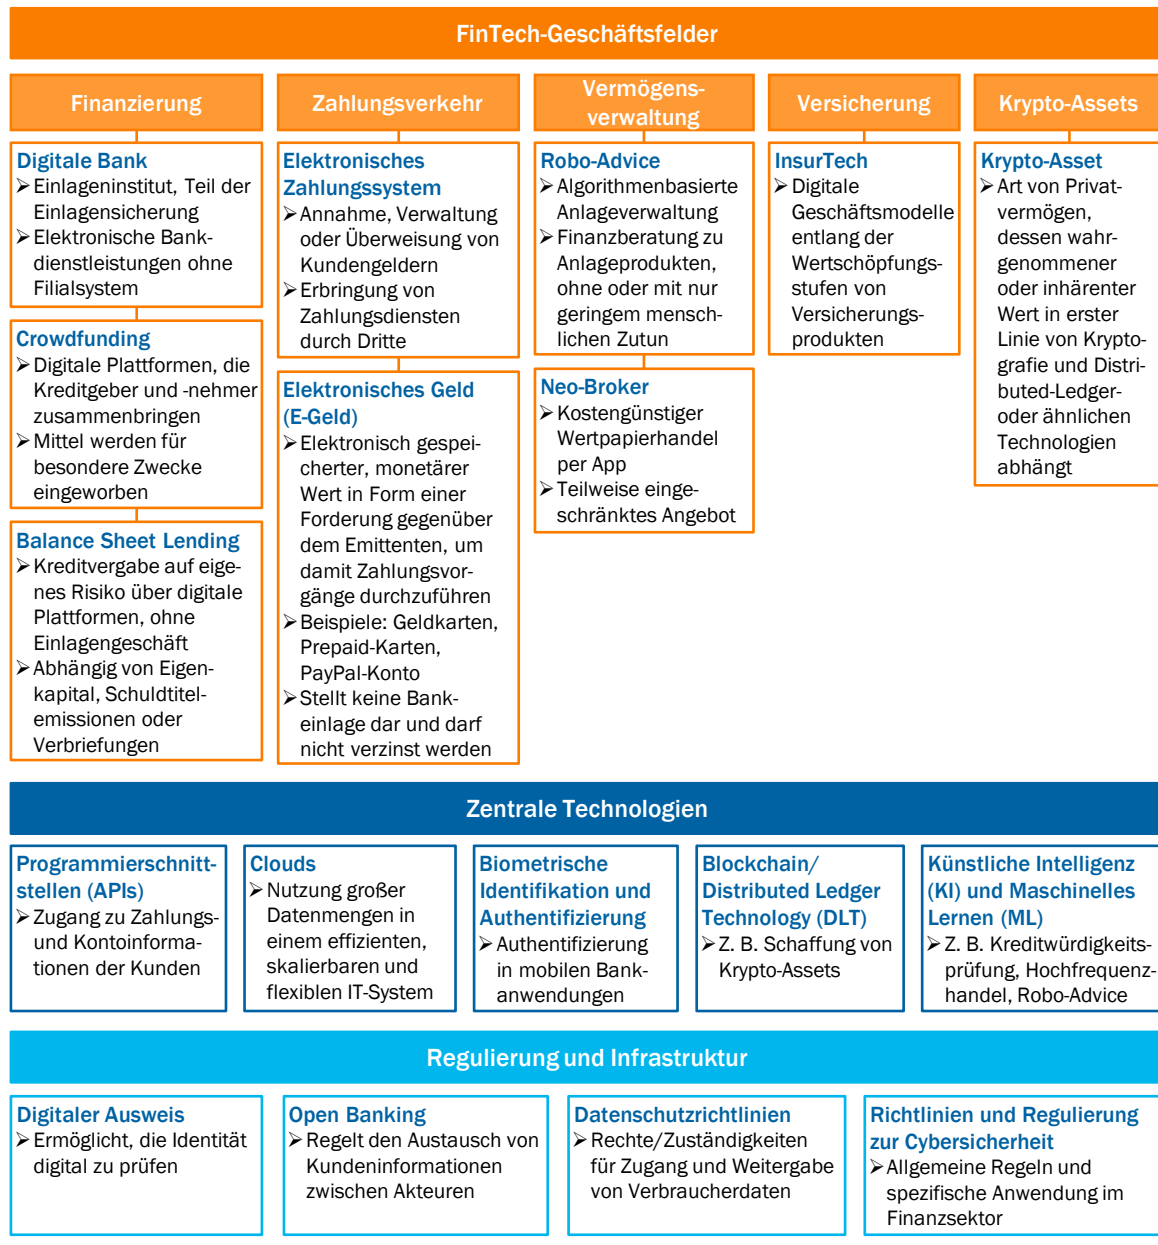 FinTech-Geschäftsfelder
Finanzierung
Digitale Bank
➢ Einlageninstitut, Teil der
Einlagensicherung
➢ Elektronische Bank-
dienstleistungen ohne
Filialsystem
Crowdfunding
➢ Digitale Plattformen, die
Kreditgeber und -nehmer
zusammenbringen
➢ Mittel werden für
besondere Zwecke
eingeworben
Balance Sheet Lending
➢ Kreditvergabe auf eige-
nes Risiko über digitale
Plattformen, ohne
Einlagengeschäft
➢ Abhängig von Eigen-
kapital, Schuldtitel-
emissionen oder
Verbriefungen
Zahlungsverkehr
Elektronisches
Zahlungssystem
➢ Annahme, Verwaltung
oder Überweisung von
Kundengeldern
➢ Erbringung von
Zahlungsdiensten
durch Dritte
Elektronisches Geld
(E-Geld)
➢ Elektronisch gespei-
cherter, monetärer
Wert in Form einer
Forderung gegenüber
dem Emittenten, um
damit Zahlungsvor-
gänge durchzuführen
➢ Beispiele: Geldkarten,
Prepaid-Karten,
PayPal-Konto
➢ Stellt keine Bank-
einlage dar und darf
nicht verzinst werden
Vermögens-
verwaltung
Robo-Advice
➢ Algorithmenbasierte
Anlageverwaltung
➢ Finanzberatung zu
Anlageprodukten,
ohne oder mit nur
geringem mensch-
lichen Zutun
Neo-Broker
➢ Kostengünstiger
Wertpapierhandel
per App
➢ Teilweise einge-
schränktes Angebot
Versicherung
InsurTech
➢ Digitale
Geschäftsmodelle
entlang der
Wertschöpfungs-
stufen von
Versicherungs-
produkten
Krypto-Assets
Krypto-Asset
➢ Art von Privat-
vermögen,
dessen wahr-
genommener
oder inhärenter
Wert in erster
Linie von Krypto-
grafie und Distri-
buted-Ledger-
oder ähnlichen
Technologien
abhängt
Zentrale Technologien
Programmierschnitt-
stellen (APIs)
➢ Zugang zu Zahlungs-
und Kontoinforma-
tionen der Kunden
Clouds
➢ Nutzung großer
Datenmengen in
einem effizienten,
skalierbaren und
flexiblen IT-System
Biometrische
Identifikation und
Authentifizierung
➢ Authentifizierung
in mobilen Bank-
anwendungen
Blockchain/
Distributed Ledger
Technology (DLT)
➢ Z. B. Schaffung von
Krypto-Assets
Künstliche Intelligenz
(KI) und Maschinelles
Lernen (ML)
➢ Z. B. Kreditwürdigkeits-
prüfung, Hochfrequenz-
handel, Robo-Advice
Regulierung und Infrastruktur
Digitaler Ausweis
➢ Ermöglicht, die Identität
digital zu prüfen
Open Banking
➢ Regelt den Austausch von
Kundeninformationen
zwischen Akteuren
Datenschutzrichtlinien
➢ Rechte/Zuständigkeiten
für Zugang und Weitergabe
von Verbraucherdaten
Richtlinien und Regulierung
zur Cybersicherheit
➢ Allgemeine Regeln und
spezifische Anwendung im
Finanzsektor